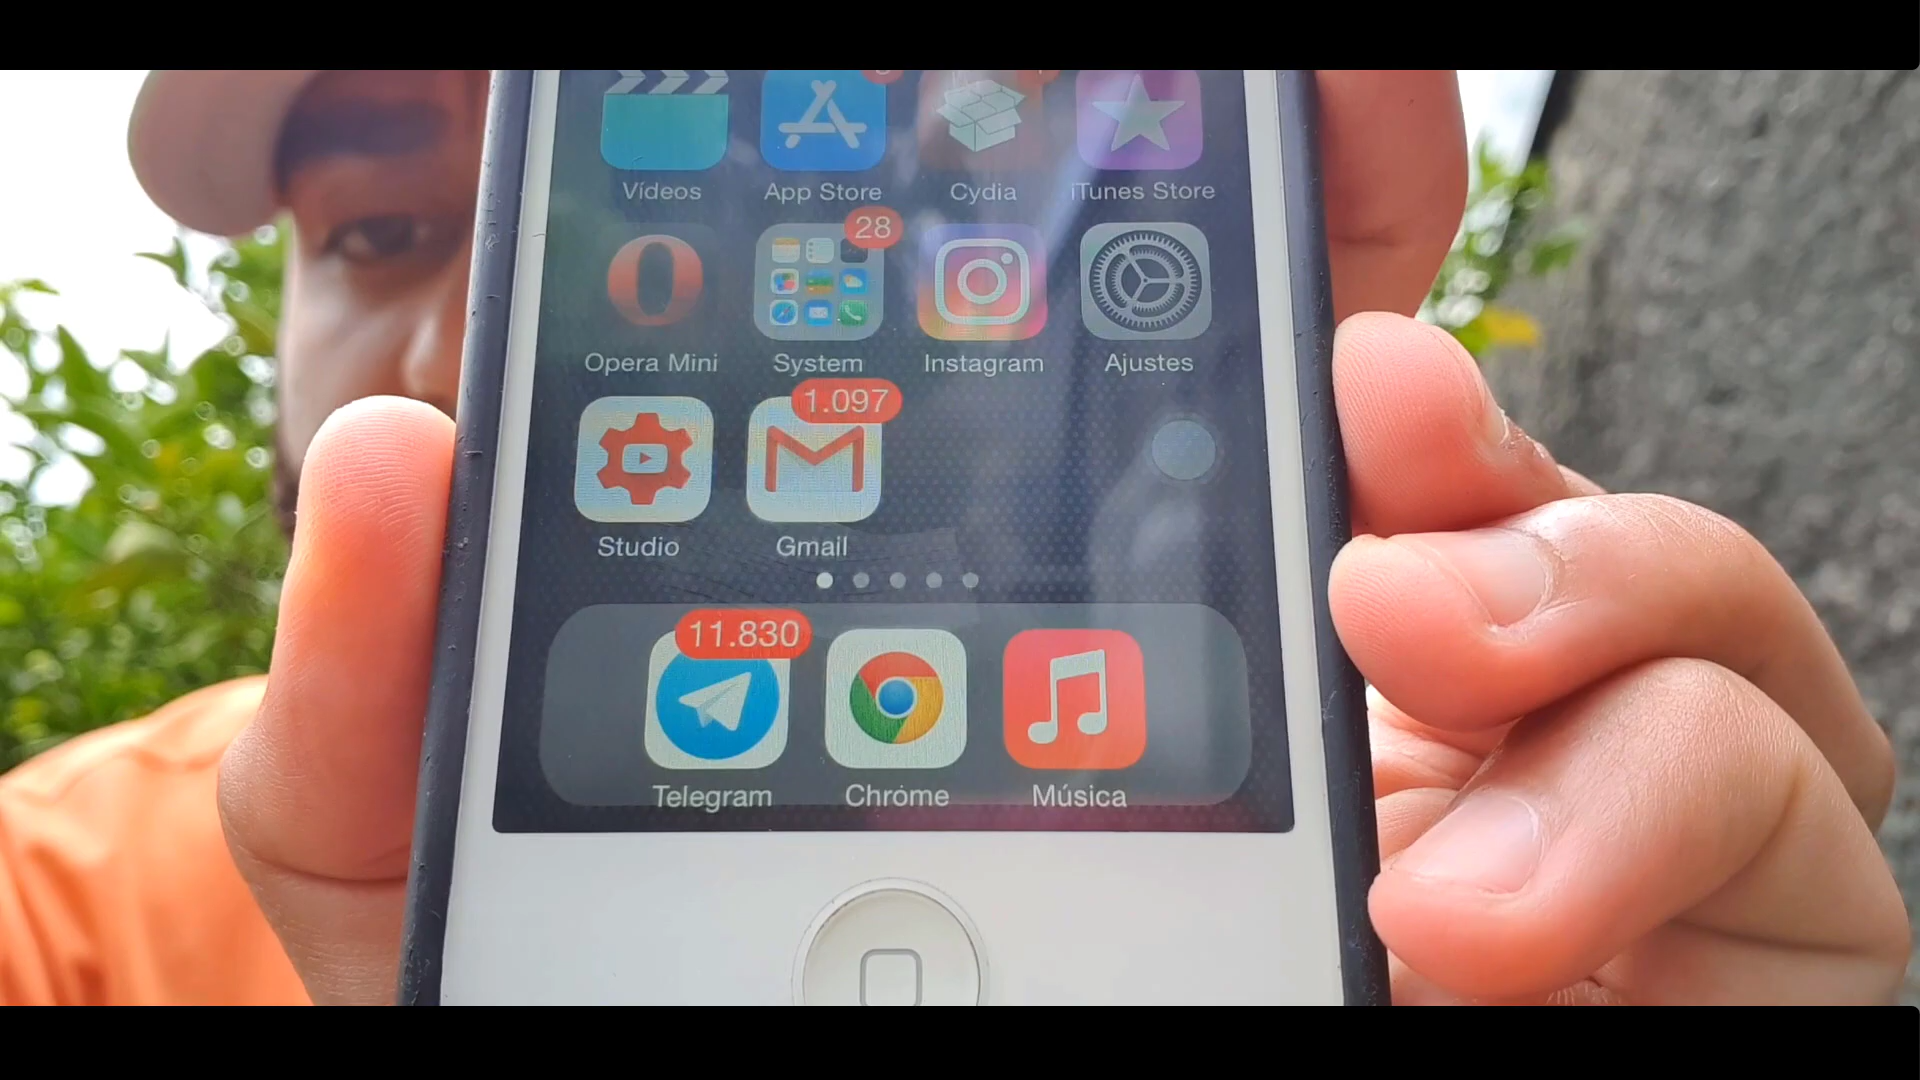 Vídeos App Store Cydia iTunes Store
28
Opera Mini System Instagram Ajustes
1.097
Studio Gmail
11.830
Telegram Chrome Música